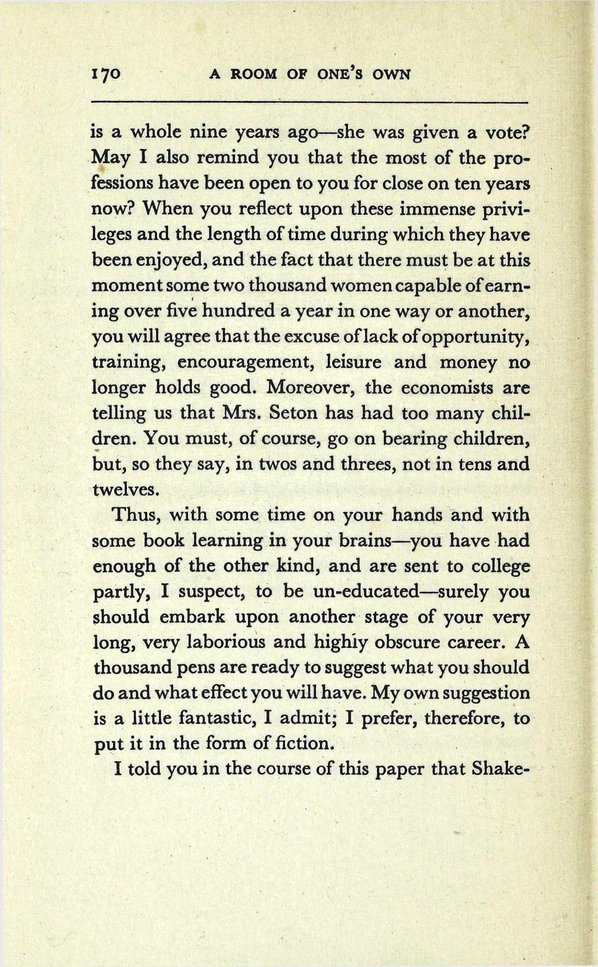 170 A ROOM OF ONE'S OWN
is a whole nine years ago—she was given a vote?
May I also remind you that the most of the pro-
fessions have been open to you for close on ten years
now? When you reflect upon these immense privi-
leges and the length of time during which they have
been enjoyed, and the fact that there must be at this
moment some two thousand women capable of earn-
ing over five hundred a year in one way or another,
you will agree that the excuse of lack of opportunity,
training, encouragement, leisure and money no
longer holds good. Moreover, the economists are
telling us that Mrs. Seton has had too many chil-
dren. You must, of course, go on bearing children,
but, so they say, in twos and threes, not in tens and
twelves.
Thus, with some time on your hands and with
some book learning in your brains—you have had
enough of the other kind, and are sent to college
partly, I suspect, to be un-educated—surely you
should embark upon another stage of your very
long, very laborious and highly obscure career. A
thousand pens are ready to suggest what you should
do and what effect you will have. My own suggestion
is a little fantastic, I admit; I prefer, therefore, to
put it in the form of fiction.
I told you in the course of this paper that Shake-